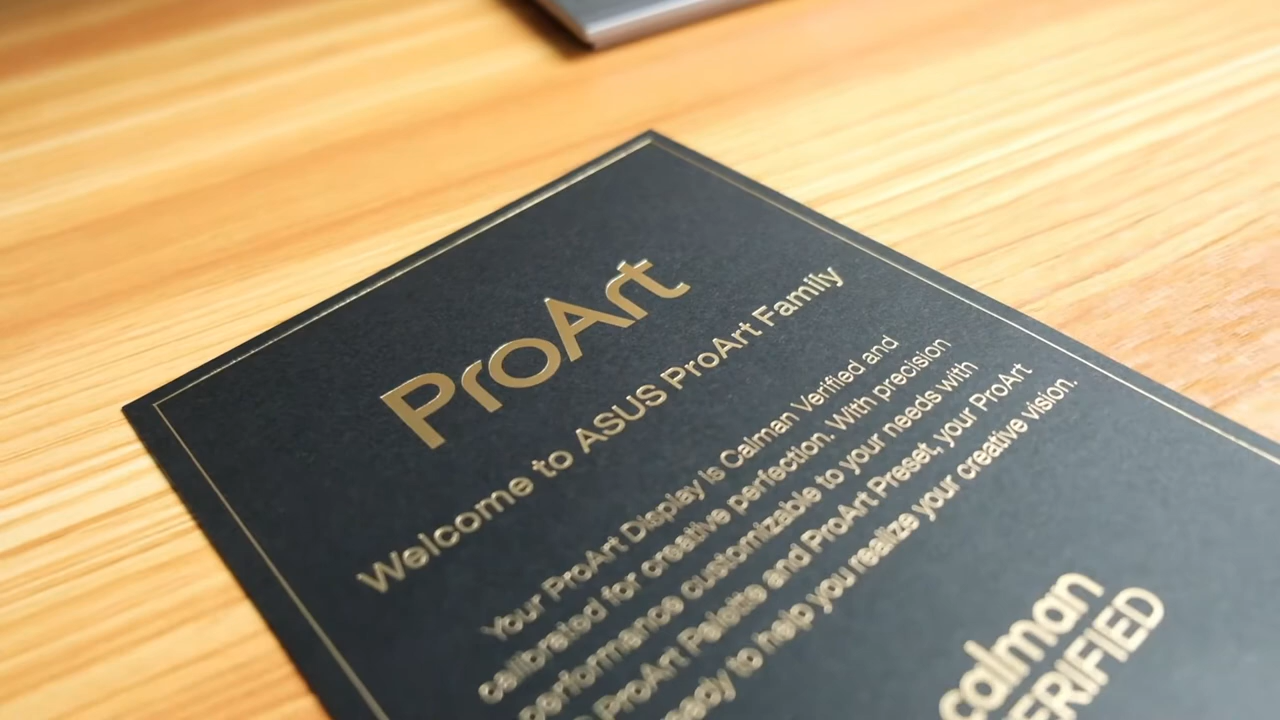 ProArt
Welcome to ASUS ProArt Family
Your ProArt Display is Calman Verified and
calibrated for creative perfection. With precision
performance customizable to your needs with
ProArt Palette and ProArt Preset, your ProArt
ready to help you realize your creative vision.
calman
VERIFIED